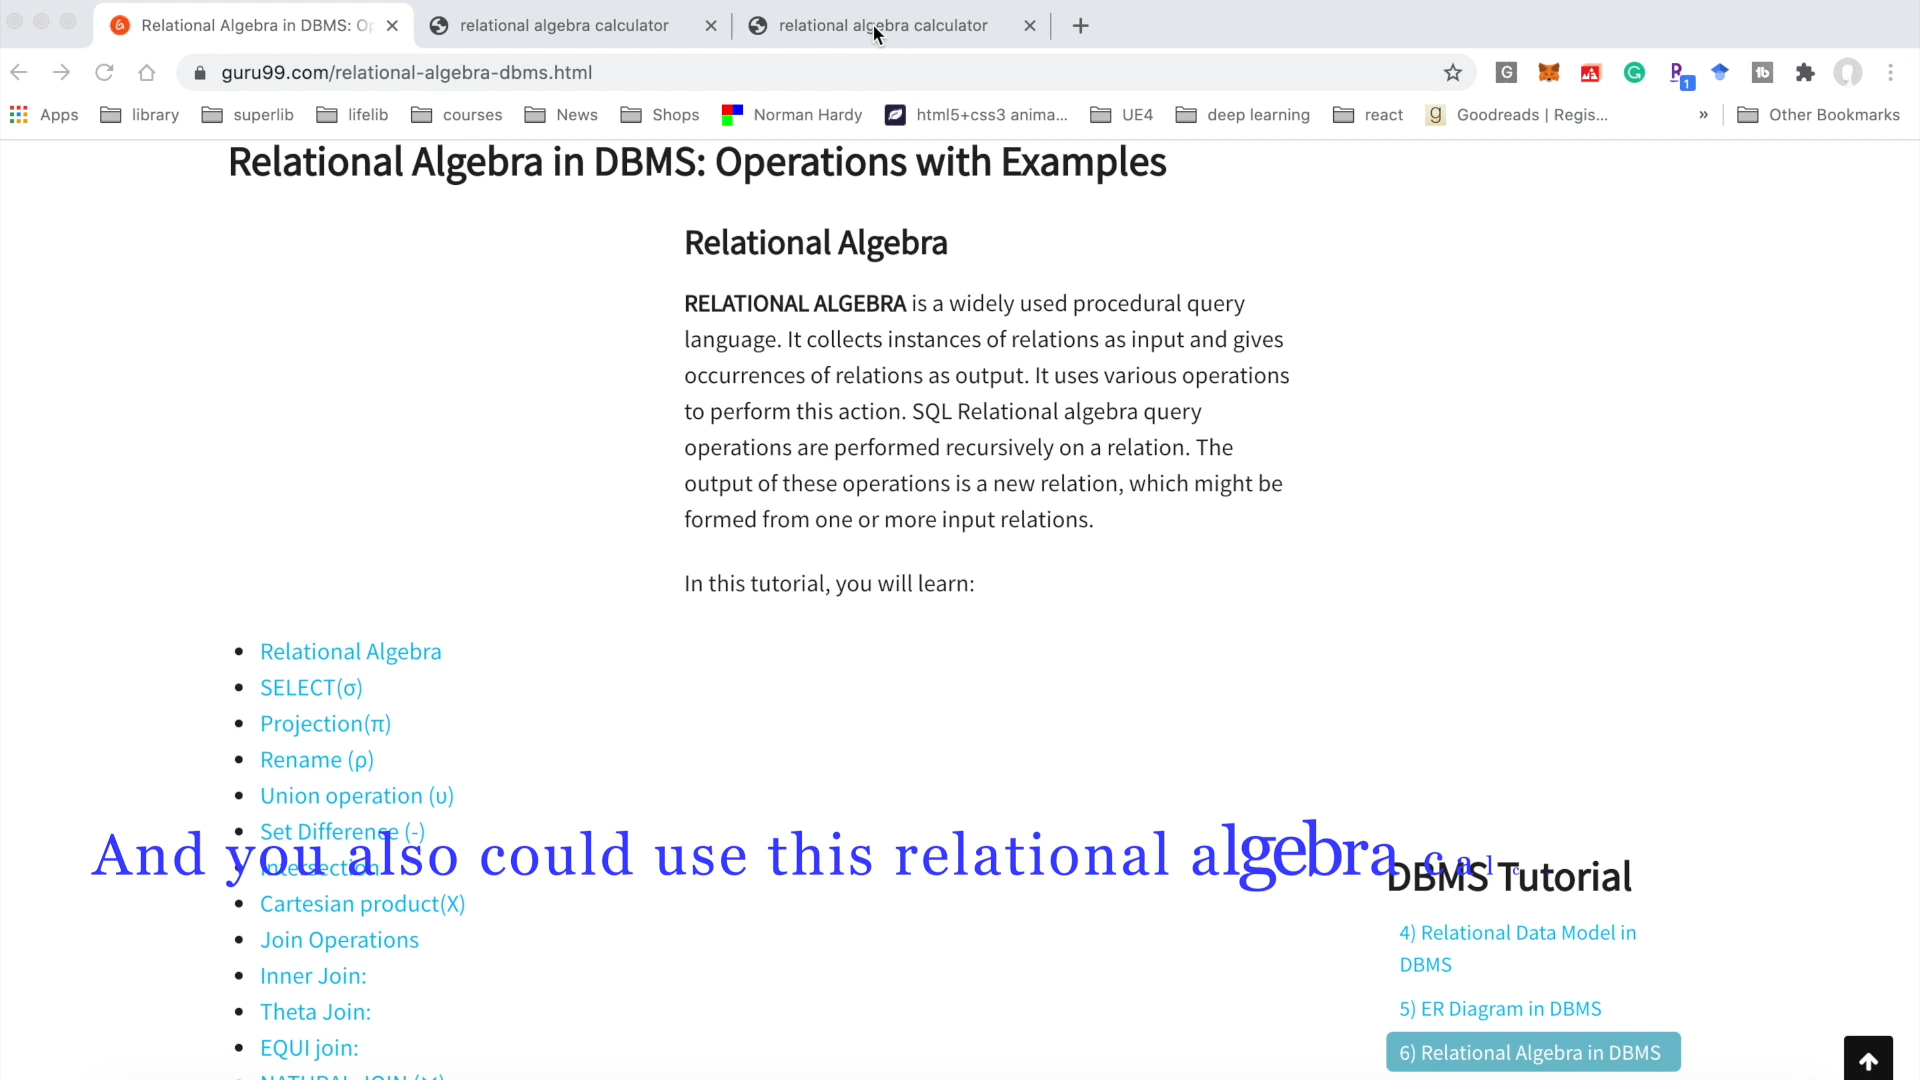 Relational Algebra in DBMS: Op
relational algebra calculator
relational algebra calculator
guru99.com/relational-algebra-dbms.html
Apps
library
superlib
lifelib
courses
News
Shops
Norman Hardy
html5+css3 anima...
UE4
deep learning
react
Goodreads | Regis...
»
Other Bookmarks
Relational Algebra in DBMS: Operations with Examples
Relational Algebra
RELATIONAL ALGEBRA is a widely used procedural query
language. It collects instances of relations as input and gives
occurrences of relations as output. It uses various operations
to perform this action. SQL Relational algebra query
operations are performed recursively on a relation. The
output of these operations is a new relation, which might be
formed from one or more input relations.
In this tutorial, you will learn:
Relational Algebra
SELECT(σ)
Projection(π)
Rename (ρ)
Union operation (υ)
Set Difference (-)
Intersection
Cartesian product(X)
Join Operations
Inner Join:
Theta Join:
EQUI join:
NATURAL JOIN (⋈)
And you also could use this relational algebra calc
DBMS Tutorial
4) Relational Data Model in
DBMS
5) ER Diagram in DBMS
6) Relational Algebra in DBMS